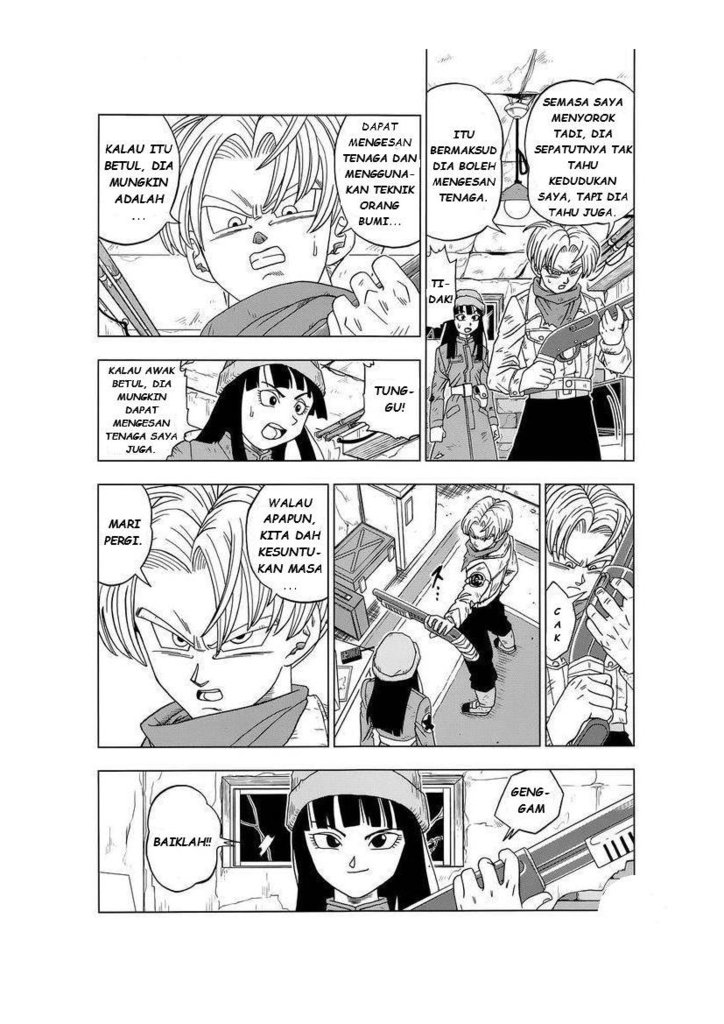 SEMASA SAYA
MENYOROK
TADI, DIA
SEPATUTNYA TAK
TAHU
KEDUDUKAN
SAYA, TAPI DIA
TAHU JUGA.
ITU
BERMAKSUD
DIA BOLEH
MENGESAN
TENAGA.
TI-
DAK!
DAPAT
MENGESAN
TENAGA DAN
MENGGUNA-
KAN TEKNIK
ORANG
BUMI...
KALAU ITU
BETUL, DIA
MUNGKIN
ADALAH
...
TUNG-
GU!
KALAU AWAK
BETUL, DIA
MUNGKIN
DAPAT
MENGESAN
TENAGA SAYA
JUGA.
WALAU
APAPUN,
KITA DAH
KESUNTU-
KAN MASA
...
MARI
PERGI.
CAK
GENG-
GAM
BAIKLAH!!